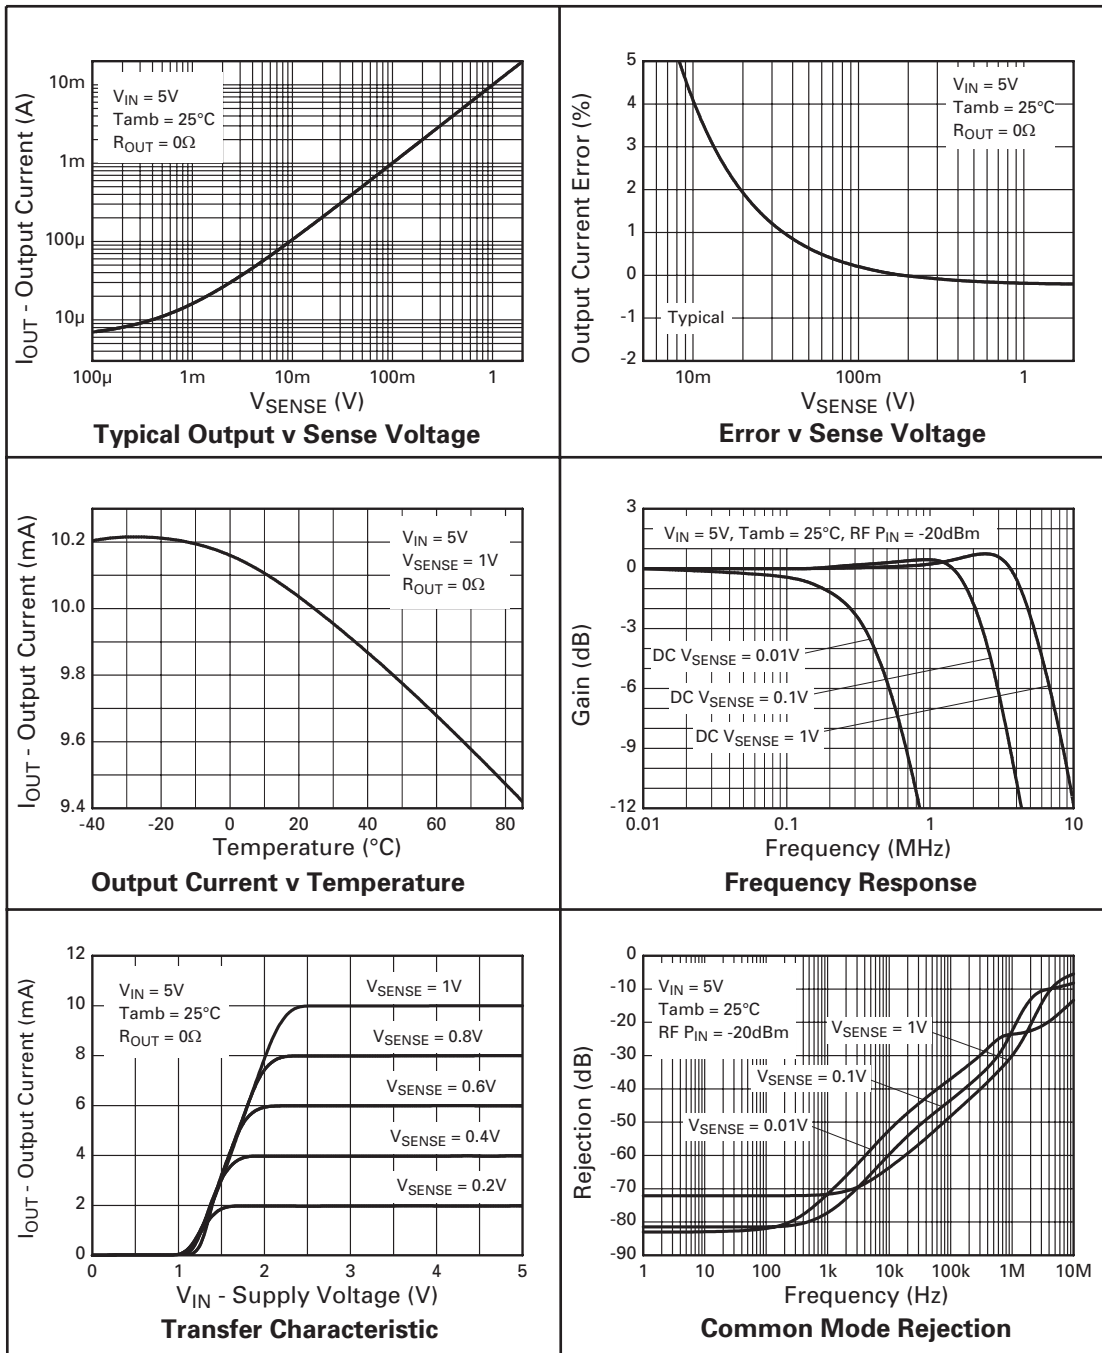 10m
1m
100µ
10µ
IOUT - Output Current (A)
VIN = 5V
Tamb = 25°C
ROUT = 0Ω
100µ 1m 10m 100m 1
VSENSE (V)
Typical Output v Sense Voltage
5
4
3
2
1
0
-1
-2
Output Current Error (%)
VIN = 5V
Tamb = 25°C
ROUT = 0Ω
Typical
10m 100m 1
VSENSE (V)
Error v Sense Voltage
10.2
10.0
9.8
9.6
9.4
IOUT - Output Current (mA)
VIN = 5V
VSENSE = 1V
ROUT = 0Ω
-40 -20 0 20 40 60 80
Temperature (°C)
Output Current v Temperature
3
0
-3
-6
-9
-12
Gain (dB)
VIN = 5V, Tamb = 25°C, RF PIN = -20dBm
DC VSENSE = 0.01V
DC VSENSE = 0.1V
DC VSENSE = 1V
0.01 0.1 1 10
Frequency (MHz)
Frequency Response
12
10
8
6
4
2
0
IOUT - Output Current (mA)
VIN = 5V
Tamb = 25°C
ROUT = 0Ω
VSENSE = 1V
VSENSE = 0.8V
VSENSE = 0.6V
VSENSE = 0.4V
VSENSE = 0.2V
0 1 2 3 4 5
VIN - Supply Voltage (V)
Transfer Characteristic
0
-10
-20
-30
-40
-50
-60
-70
-80
-90
Rejection (dB)
VIN = 5V
Tamb = 25°C
RF PIN = -20dBm
VSENSE = 1V
VSENSE = 0.1V
VSENSE = 0.01V
1 10 100 1k 10k 100k 1M 10M
Frequency (Hz)
Common Mode Rejection